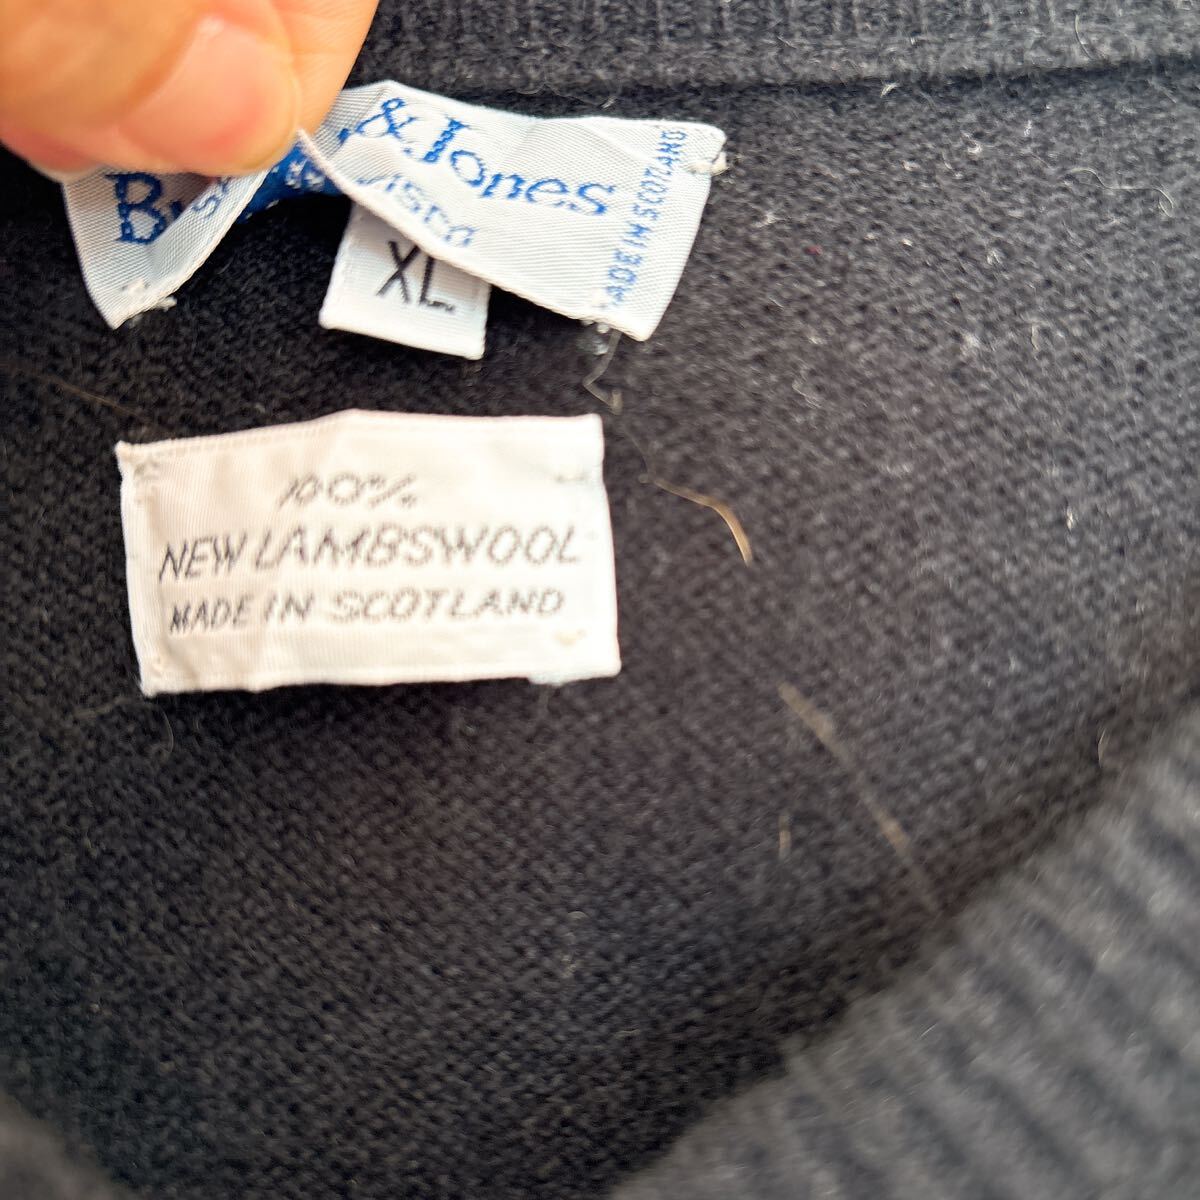 &Jones
MADE IN SCOTLAND
XL
100%
NEW LAMBSWOOL
MADE IN SCOTLAND